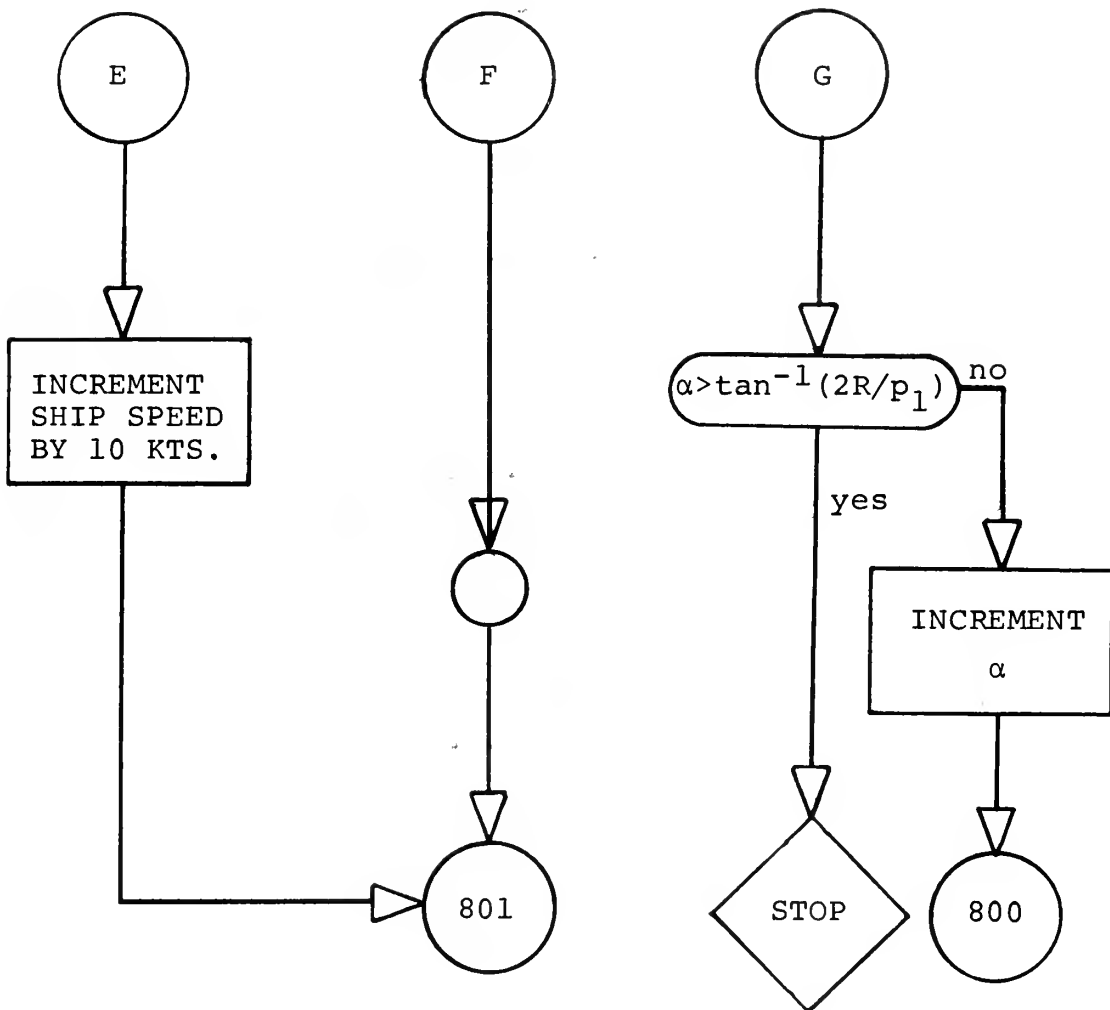 E
F
G
INCREMENT
SHIP SPEED
BY 10 KTS.
α>tan⁻¹(2R/p₁)
no
yes
INCREMENT
α
801
STOP
800